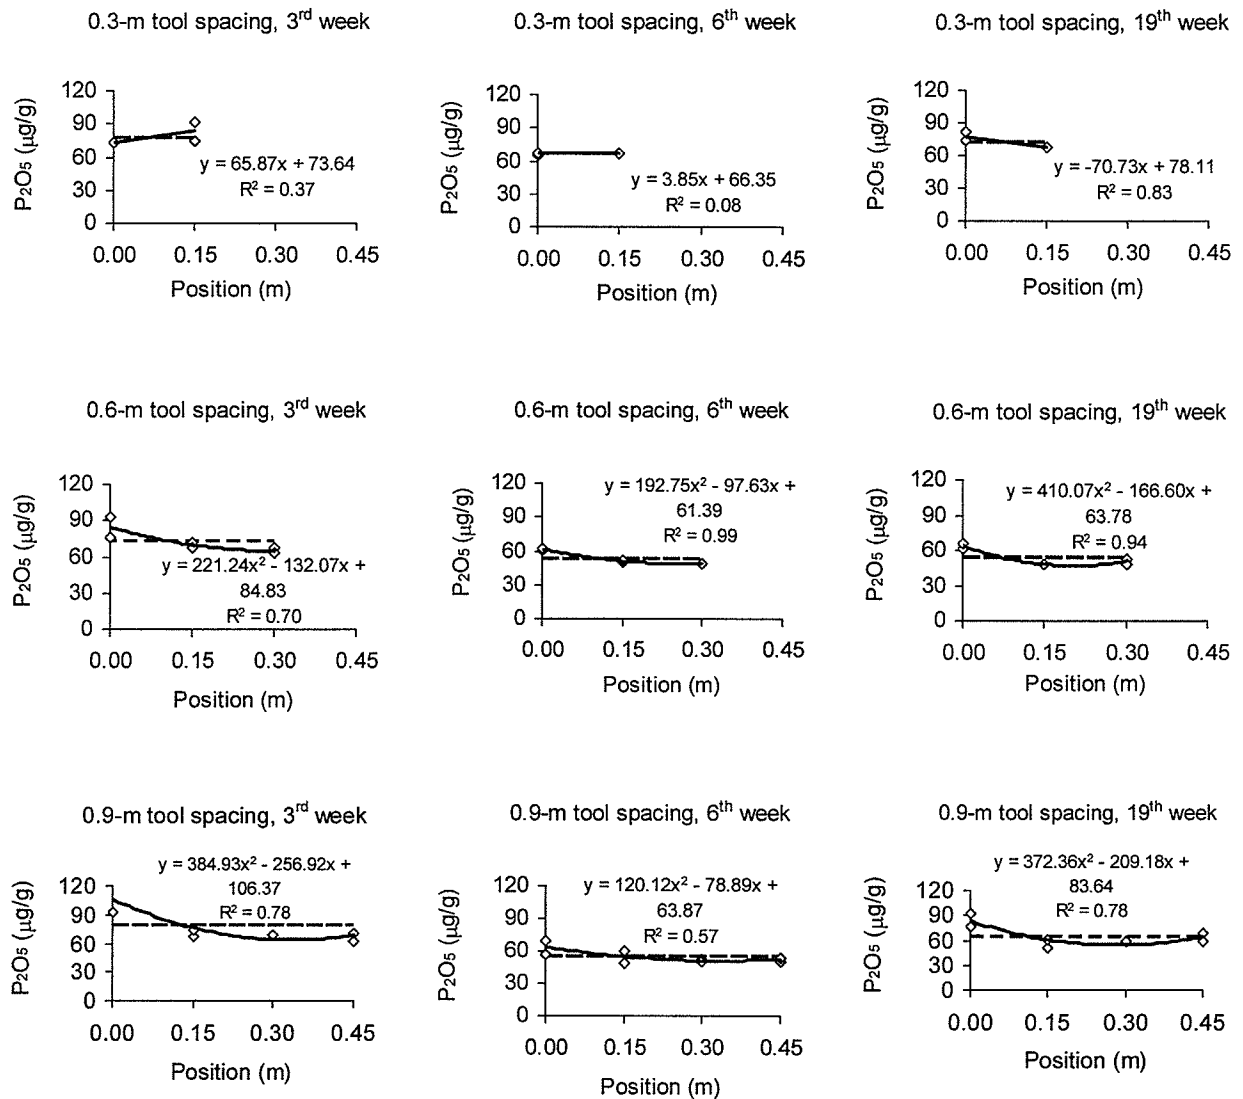 0.3-m tool spacing, 3rd week
P2O5 (µg/g)
120
90
60
30
0
y = 65.87x + 73.64
R² = 0.37
0.00 0.15 0.30 0.45
Position (m)
0.3-m tool spacing, 6th week
P2O5 (µg/g)
120
90
60
30
0
y = 3.85x + 66.35
R² = 0.08
0.00 0.15 0.30 0.45
Position (m)
0.3-m tool spacing, 19th week
P2O5 (µg/g)
120
90
60
30
0
y = -70.73x + 78.11
R² = 0.83
0.00 0.15 0.30 0.45
Position (m)
0.6-m tool spacing, 3rd week
P2O5 (µg/g)
120
90
60
30
0
y = 221.24x² - 132.07x +
84.83
R² = 0.70
0.00 0.15 0.30 0.45
Position (m)
0.6-m tool spacing, 6th week
P2O5 (µg/g)
120
90
60
30
0
y = 192.75x² - 97.63x +
61.39
R² = 0.99
0.00 0.15 0.30 0.45
Position (m)
0.6-m tool spacing, 19th week
P2O5 (µg/g)
120
90
60
30
0
y = 410.07x² - 166.60x +
63.78
R² = 0.94
0.00 0.15 0.30 0.45
Position (m)
0.9-m tool spacing, 3rd week
P2O5 (µg/g)
120
90
60
30
0
y = 384.93x² - 256.92x +
106.37
R² = 0.78
0.00 0.15 0.30 0.45
Position (m)
0.9-m tool spacing, 6th week
P2O5 (µg/g)
120
90
60
30
0
y = 120.12x² - 78.89x +
63.87
R² = 0.57
0.00 0.15 0.30 0.45
Position (m)
0.9-m tool spacing, 19th week
P2O5 (µg/g)
120
90
60
30
0
y = 372.36x² - 209.18x +
83.64
R² = 0.78
0.00 0.15 0.30 0.45
Position (m)